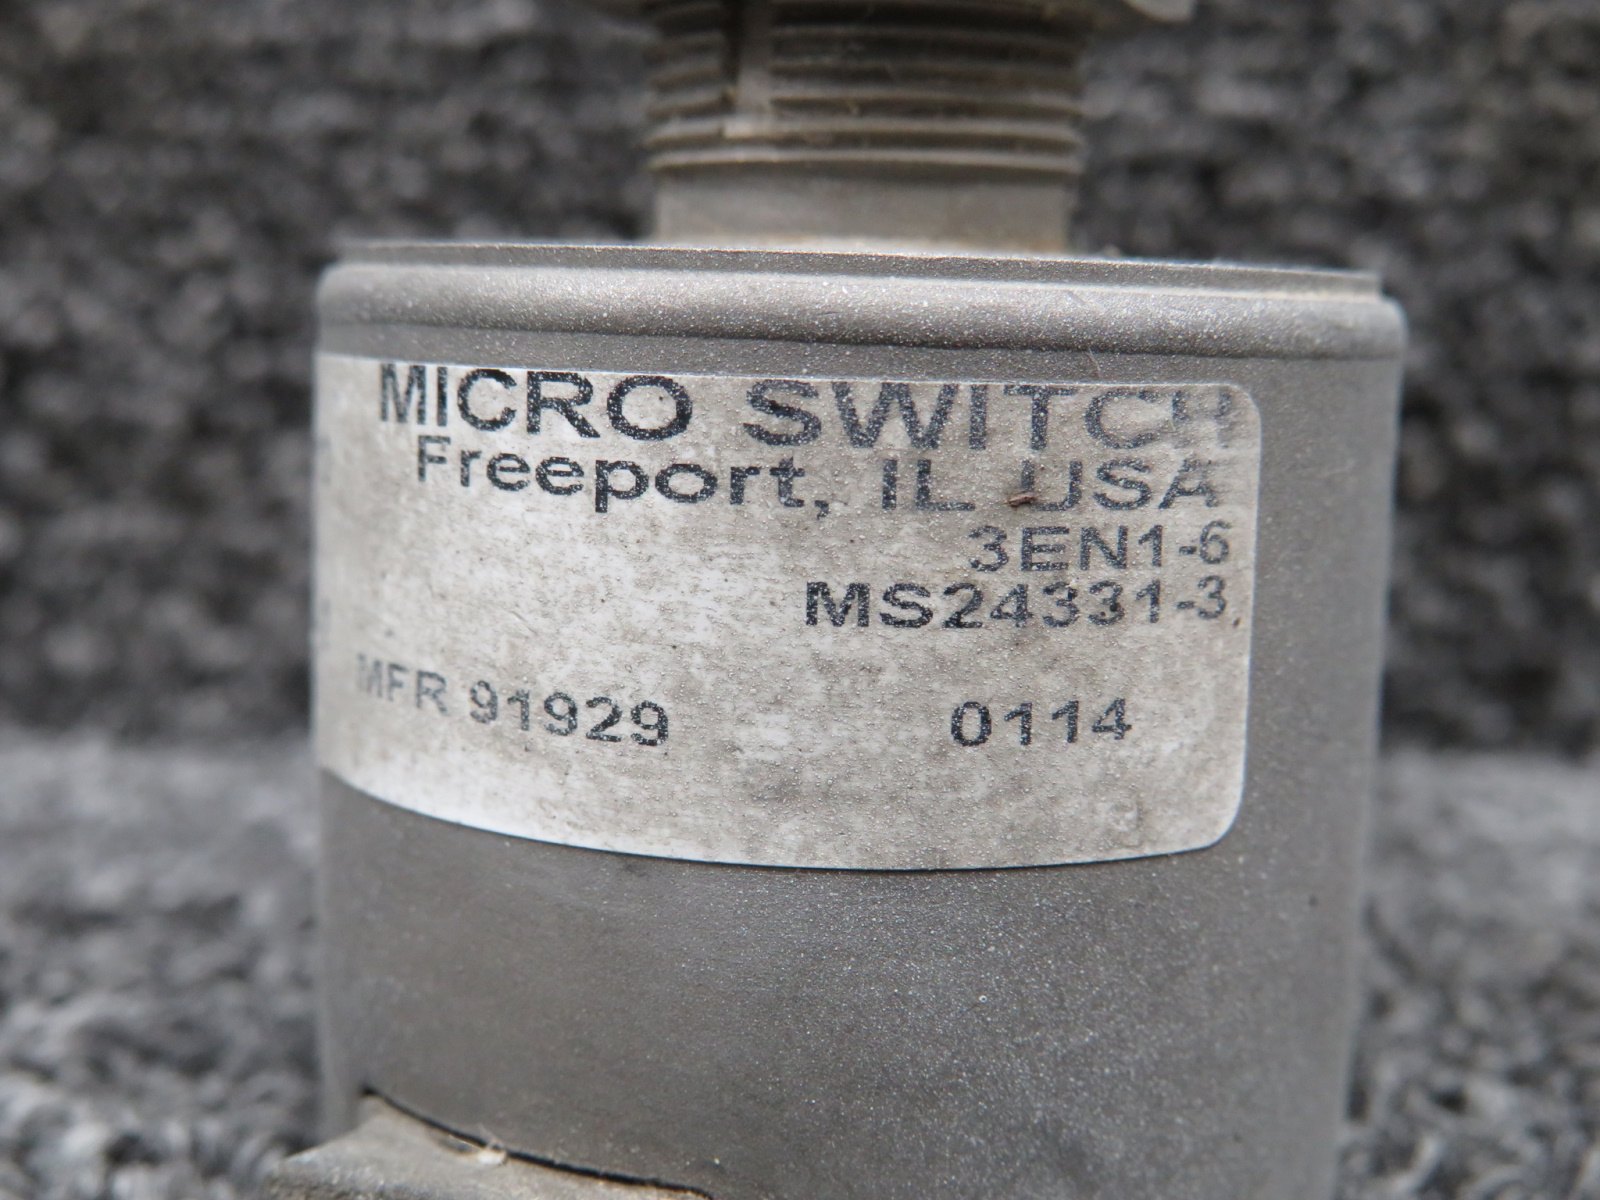 MICRO SWITCH
Freeport, IL USA
3EN1-6
MS24331-3
MFR 91929 0114